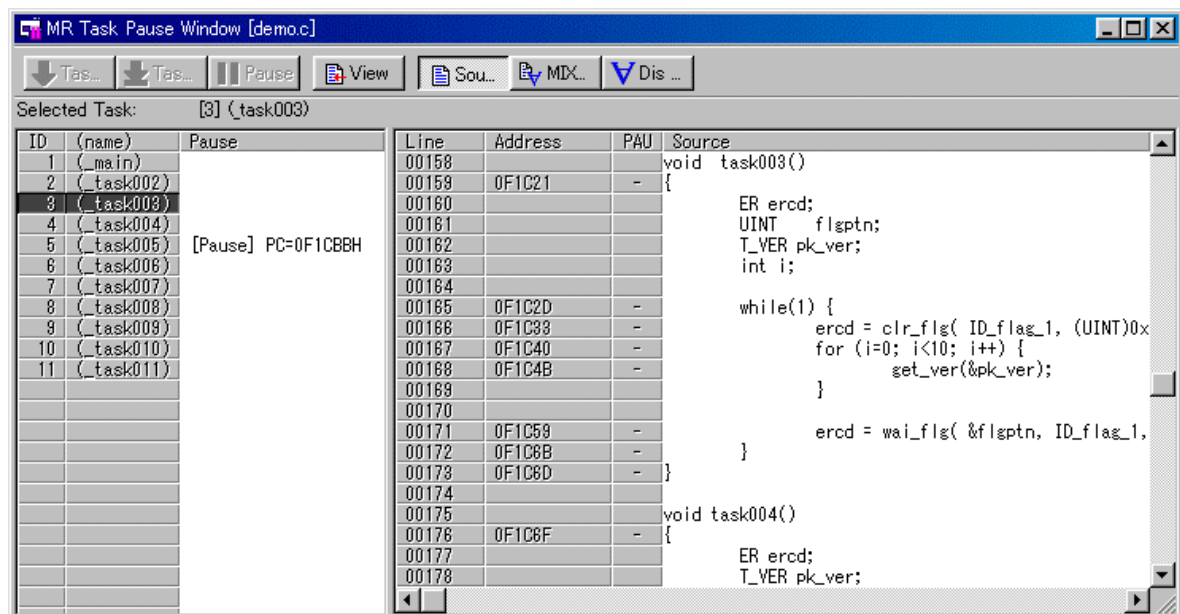 MR Task Pause Window [demo.c]
Tas... Tas... Pause View Sou... MIX... Dis ...
Selected Task: [3] (_task003)
ID (name) Pause
1 (_main)
2 (_task002)
3 (_task003)
4 (_task004)
5 (_task005) [Pause] PC=0F1CBBH
6 (_task006)
7 (_task007)
8 (_task008)
9 (_task009)
10 (_task010)
11 (_task011)
Line Address PAU Source
00158 void task003()
00159 0F1C21 - {
00160 ER ercd;
00161 UINT flgptn;
00162 T_VER pk_ver;
00163 int i;
00164
00165 0F1C2D - while(1) {
00166 0F1C33 - ercd = clr_flg( ID_flag_1, (UINT)0x
00167 0F1C40 - for (i=0; i<10; i++) {
00168 0F1C4B - get_ver(&pk_ver);
00169 }
00170
00171 0F1C59 - ercd = wai_flg( &flgptn, ID_flag_1,
00172 0F1C6B - }
00173 0F1C6D - }
00174
00175 void task004()
00176 0F1C6F - {
00177 ER ercd;
00178 T_VER pk_ver;